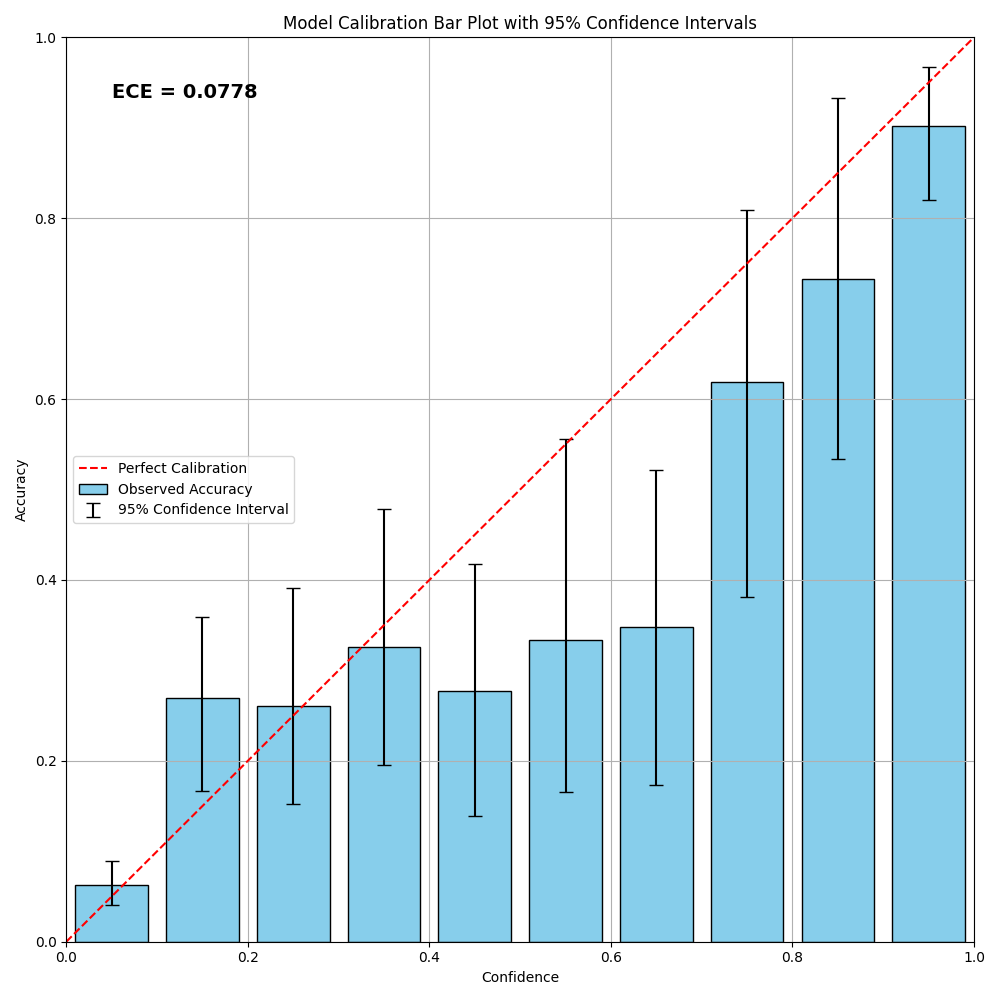 Model Calibration Bar Plot with 95% Confidence Intervals
1.0
ECE = 0.0778
0.8
0.6
Accuracy
Perfect Calibration
Observed Accuracy
95% Confidence Interval
0.4
0.2
0.0
0.0 0.2 0.4 0.6 0.8 1.0
Confidence